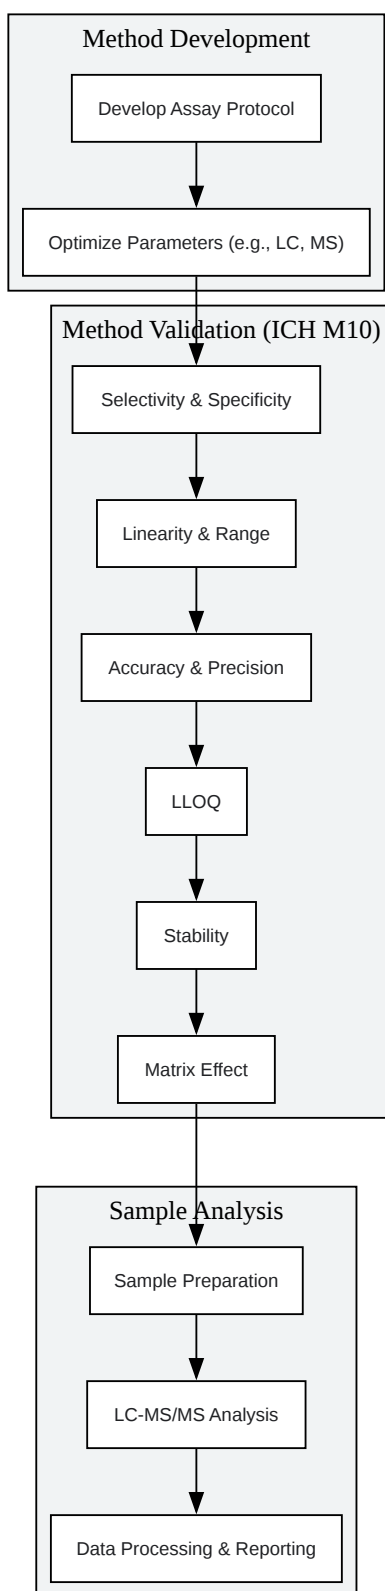 Method Development
Develop Assay Protocol
Optimize Parameters (e.g., LC, MS)
Method Validation (ICH M10)
Selectivity & Specificity
Linearity & Range
Accuracy & Precision
LLOQ
Stability
Matrix Effect
Sample Analysis
Sample Preparation
LC-MS/MS Analysis
Data Processing & Reporting